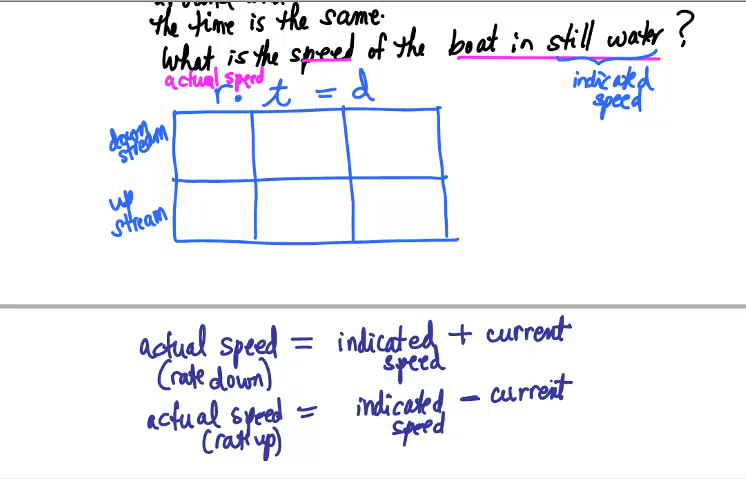 the time is the same.
What is the speed of the boat in still water?
actual speed
indicated speed
r. t = d
down stream
up stream
actual speed = indicated speed + current
(rate down)
actual speed = indicated speed - current
(rate up)